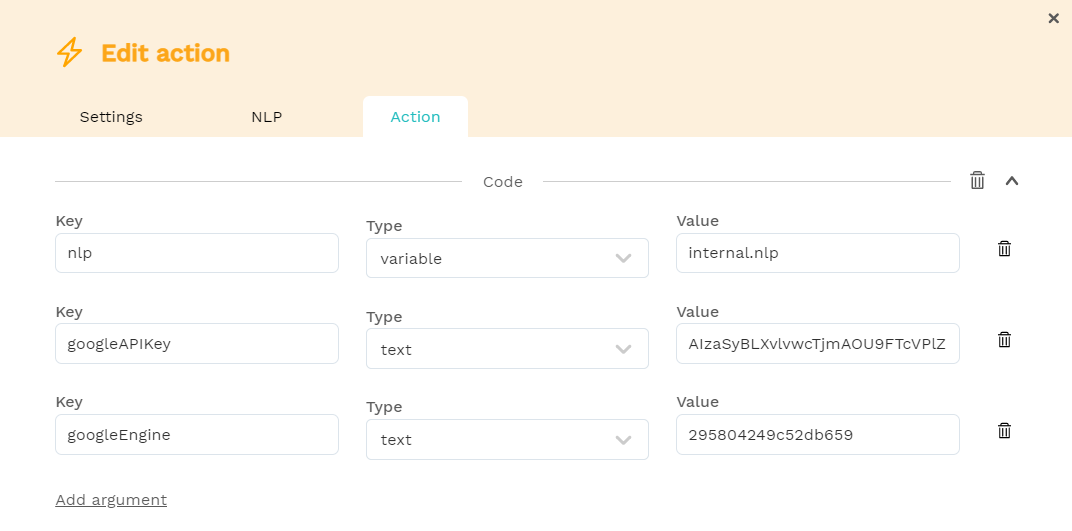 Edit action
Settings NLP Action
Code
Key Type Value
nlp variable internal.nlp
Key Type Value
googleAPIKey text AIzaSyBLXvlvwcTjmAOU9FTcVPlZ
Key Type Value
googleEngine text 295804249c52db659
Add argument